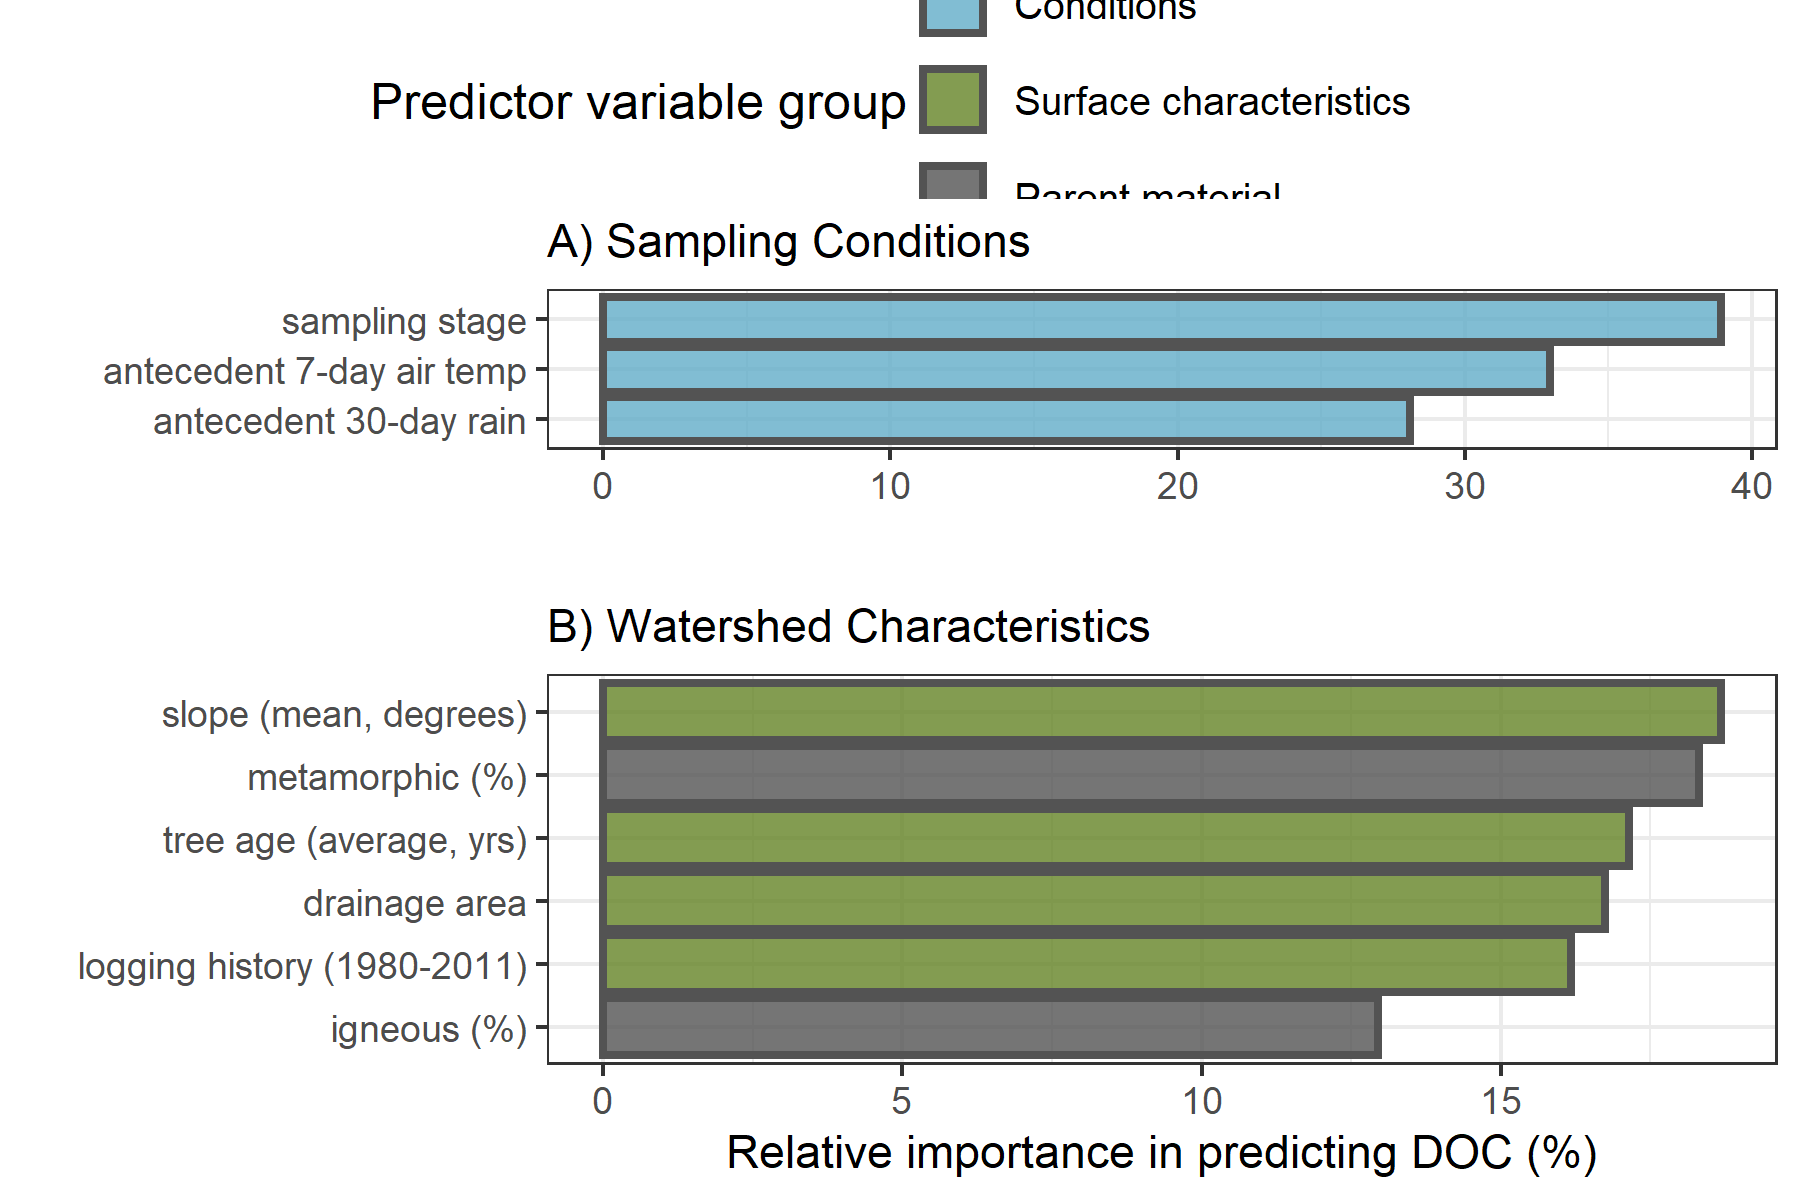 Conditions
Predictor variable group
Surface characteristics
Parent material
A) Sampling Conditions
sampling stage
antecedent 7-day air temp
antecedent 30-day rain
0 10 20 30 40
B) Watershed Characteristics
slope (mean, degrees)
metamorphic (%)
tree age (average, yrs)
drainage area
logging history (1980-2011)
igneous (%)
0 5 10 15
Relative importance in predicting DOC (%)